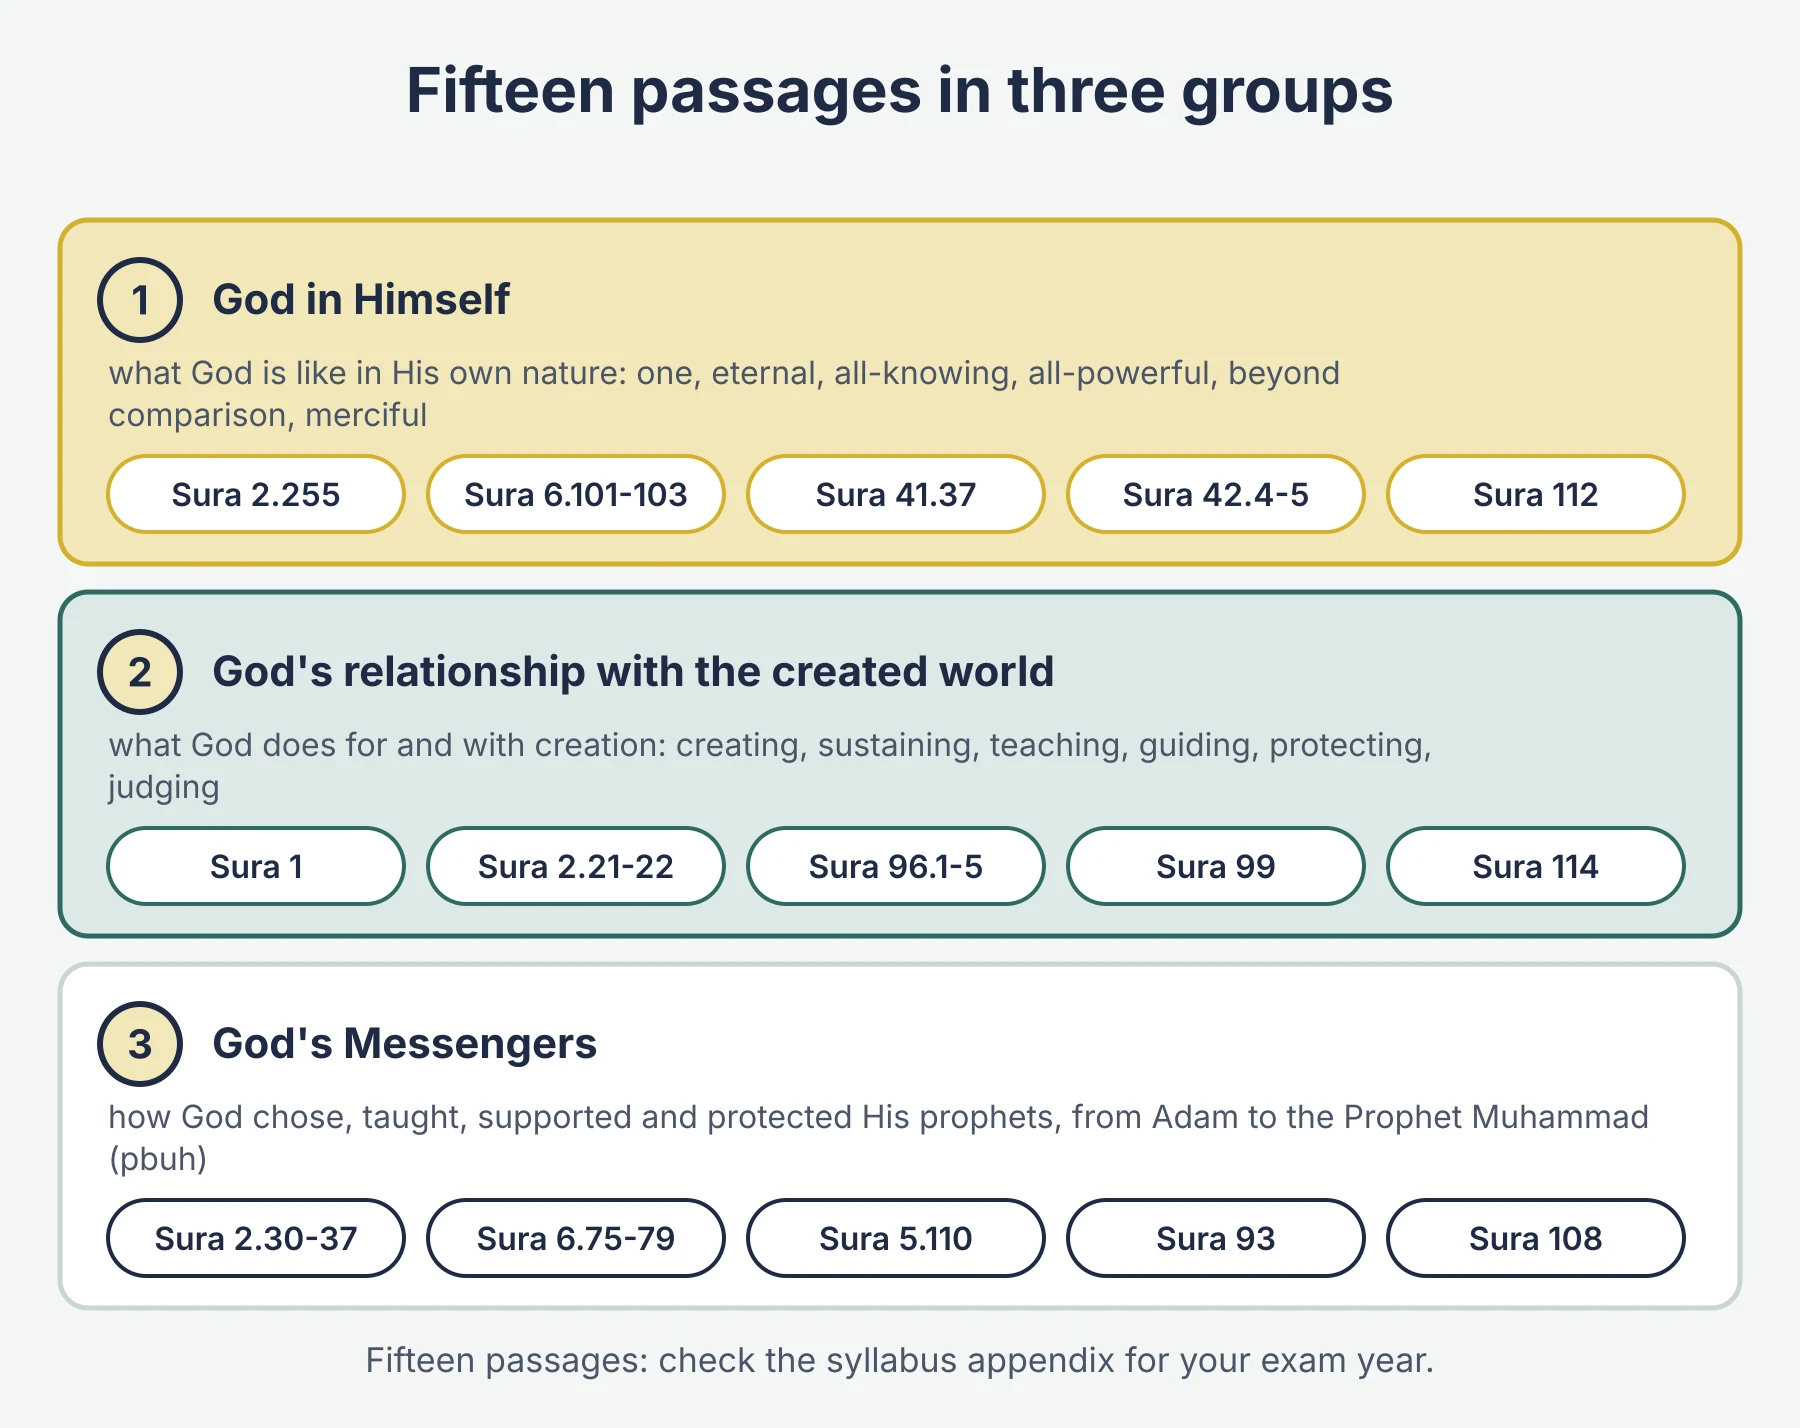 Fifteen passages in three groups
1
God in Himself
what God is like in His own nature: one, eternal, all-knowing, all-powerful, beyond
comparison, merciful
Sura 2.255
Sura 6.101-103
Sura 41.37
Sura 42.4-5
Sura 112
2
God's relationship with the created world
what God does for and with creation: creating, sustaining, teaching, guiding, protecting,
judging
Sura 1
Sura 2.21-22
Sura 96.1-5
Sura 99
Sura 114
3
God's Messengers
how God chose, taught, supported and protected His prophets, from Adam to the Prophet Muhammad
(pbuh)
Sura 2.30-37
Sura 6.75-79
Sura 5.110
Sura 93
Sura 108
Fifteen passages: check the syllabus appendix for your exam year.